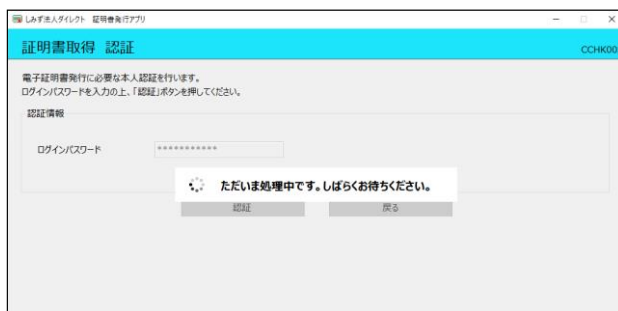 しみず法人ダイレクト 証明書発行アプリ
証明書取得 認証
CCHK00
電子証明書発行に必要な本人認証を行います。
ログインパスワードを入力の上、「認証」ボタンを押してください。
認証情報
ログインパスワード
***********
ただいま処理中です。しばらくお待ちください。
認証
戻る